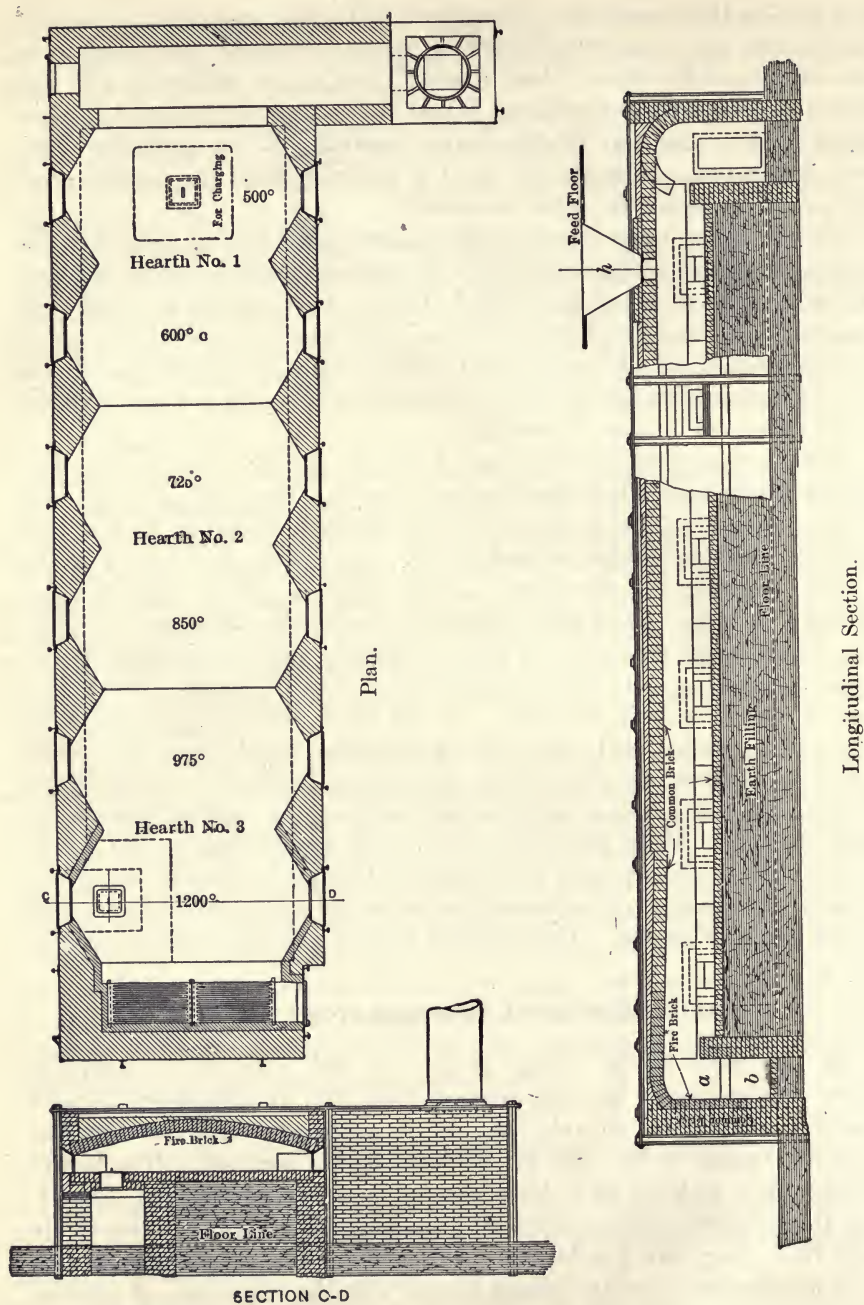 For Charging
500°
Hearth No. 1
600° a
720°
Hearth No. 2
850°
975°
Hearth No. 3
C
1200°
D
Plan.
Fire Brick
Floor Line
SECTION C-D
Feed Floor
h
Floor Line
Earth Filling
Common Brick
Fire Brick
a
b
Longitudinal Section.